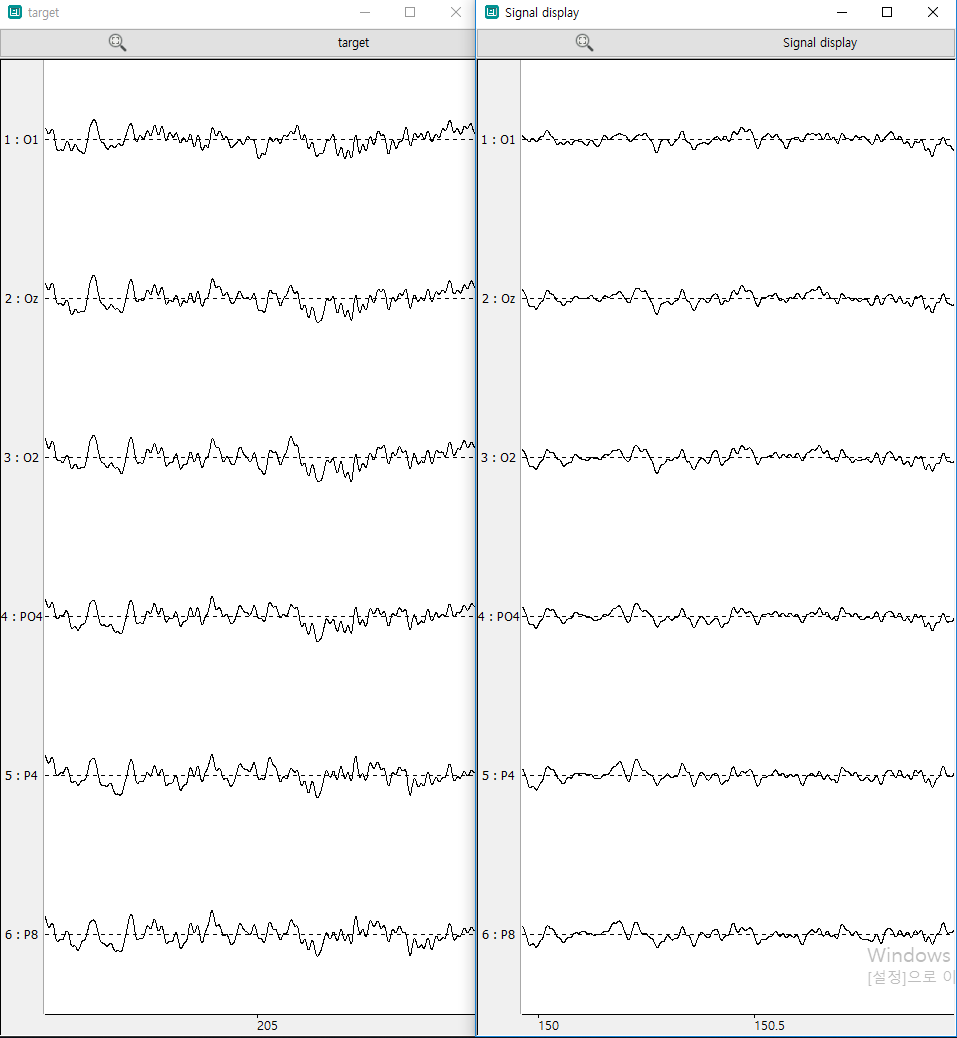 target
target
1 : O1
2 : Oz
3 : O2
4 : PO4
5 : P4
6 : P8
205
Signal display
Signal display
1 : O1
2 : Oz
3 : O2
4 : PO4
5 : P4
6 : P8
Windows
[설정]으로 이
150
150.5